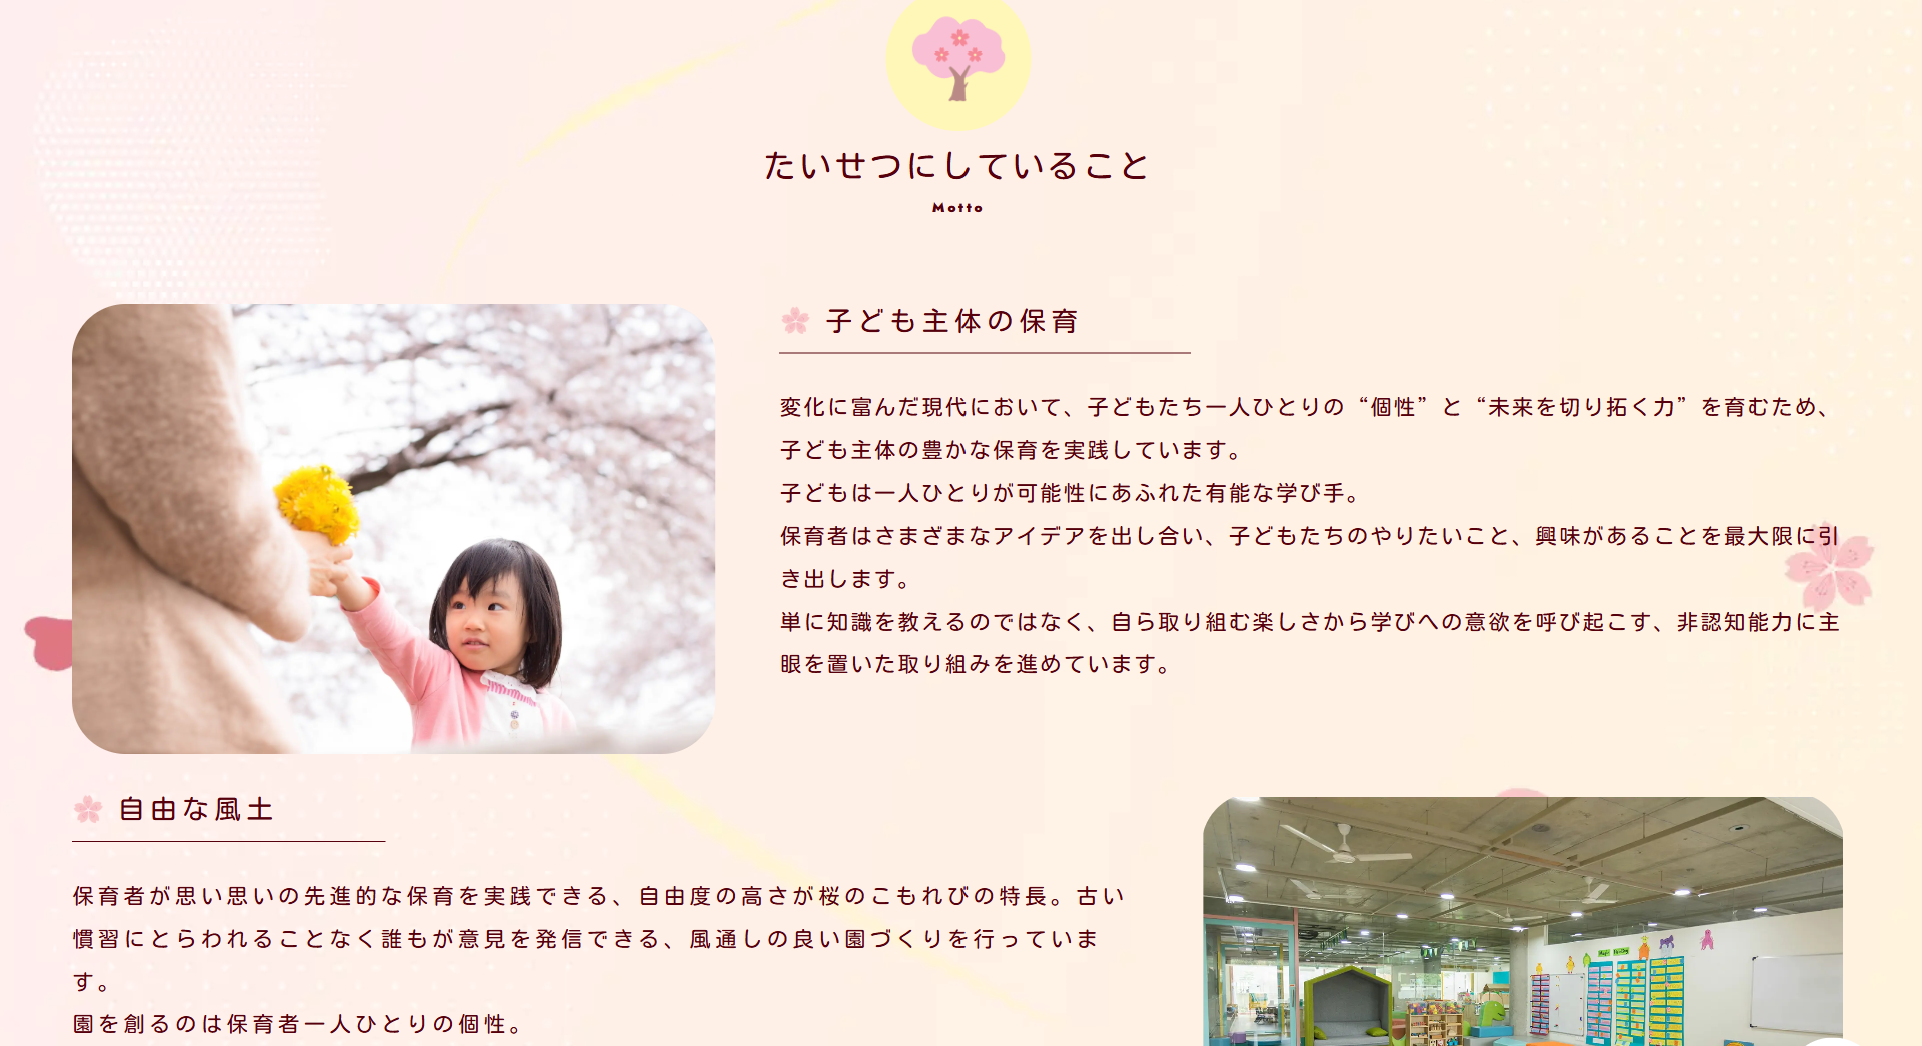 たいせつにしていること
Motto
子ども主体の保育
変化に富んだ現代において、子どもたち一人ひとりの“個性”と“未来を切り拓く力”を育むため、
子ども主体の豊かな保育を実践しています。
子どもは一人ひとりが可能性にあふれた有能な学び手。
保育者はさまざまなアイデアを出し合い、子どもたちのやりたいこと、興味があることを最大限に引
き出します。
単に知識を教えるのではなく、自ら取り組む楽しさから学びへの意欲を呼び起こす、非認知能力に主
眼を置いた取り組みを進めています。
自由な風土
保育者が思い思いの先進的な保育を実践できる、自由度の高さが桜のこもれびの特長。古い
慣習にとらわれることなく誰もが意見を発信できる、風通しの良い園づくりを行っていま
す。
園を創るのは保育者一人ひとりの個性。